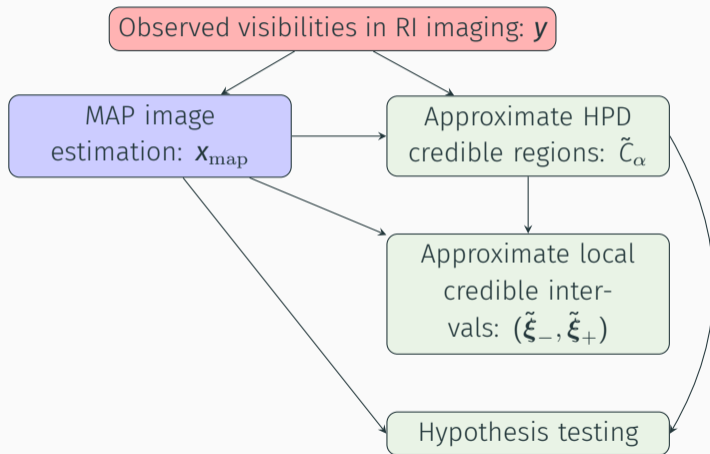 Observed visibilities in RI imaging: y
MAP image
estimation: x_map
Approximate HPD
credible regions: C̃_α
Approximate local
credible inter-
vals: (ξ̃_−, ξ̃_+)
Hypothesis testing